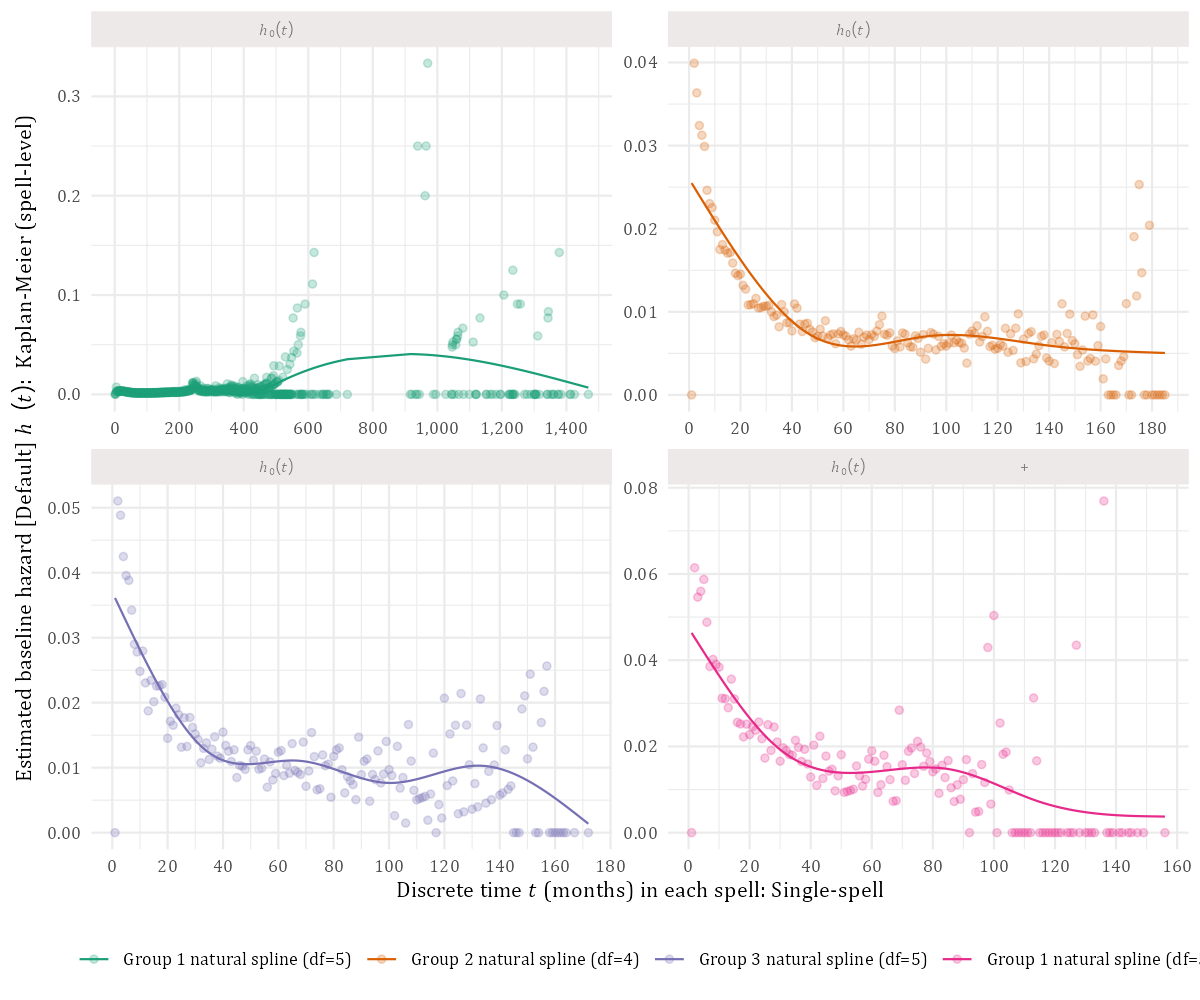 h₀(t)
h₀(t)
Estimated baseline hazard [Default] h (t): Kaplan-Meier (spell-level)
0.3
0.2
0.1
0.0
0 200 400 600 800 1,000 1,200 1,400
0.04
0.03
0.02
0.01
0.00
0 20 40 60 80 100 120 140 160 180
h₀(t)
h₀(t) +
0.05
0.04
0.03
0.02
0.01
0.00
0 20 40 60 80 100 120 140 160 180
0.08
0.06
0.04
0.02
0.00
0 20 40 60 80 100 120 140 160
Discrete time t (months) in each spell: Single-spell
Group 1 natural spline (df=5) Group 2 natural spline (df=4) Group 3 natural spline (df=5) Group 1 natural spline (df=